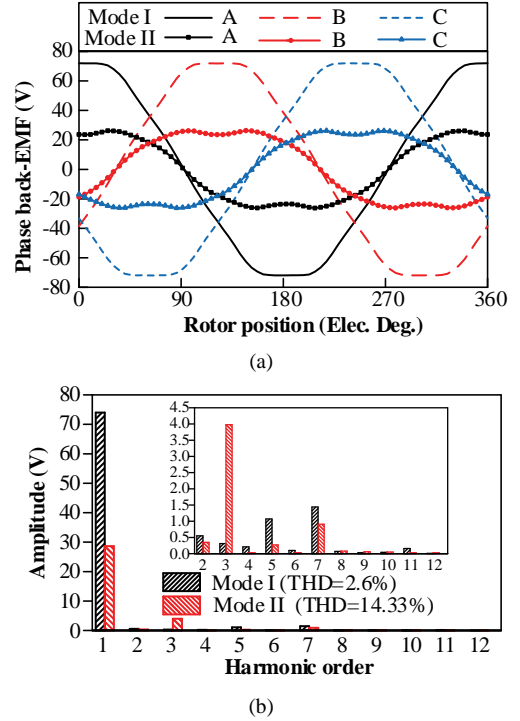 Mode I A B C
Mode II A B C
80
60
40
20
0
-20
-40
-60
-80
Phase back-EMF (V)
0 90 180 270 360
Rotor position (Elec. Deg.)
(a)
80
70
60
50
40
30
20
10
0
Amplitude (V)
4.5
4.0
3.5
3.0
2.5
2.0
1.5
1.0
0.5
0.0
2 3 4 5 6 7 8 9 10 11 12
Mode I (THD=2.6%)
Mode II (THD=14.33%)
1 2 3 4 5 6 7 8 9 10 11 12
Harmonic order
(b)